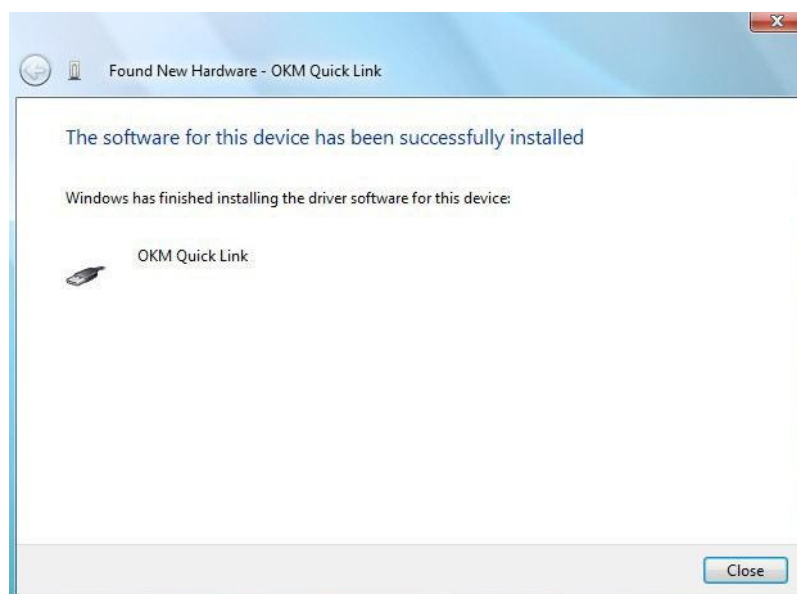 Found New Hardware - OKM Quick Link
The software for this device has been successfully installed
Windows has finished installing the driver software for this device:
OKM Quick Link
Close